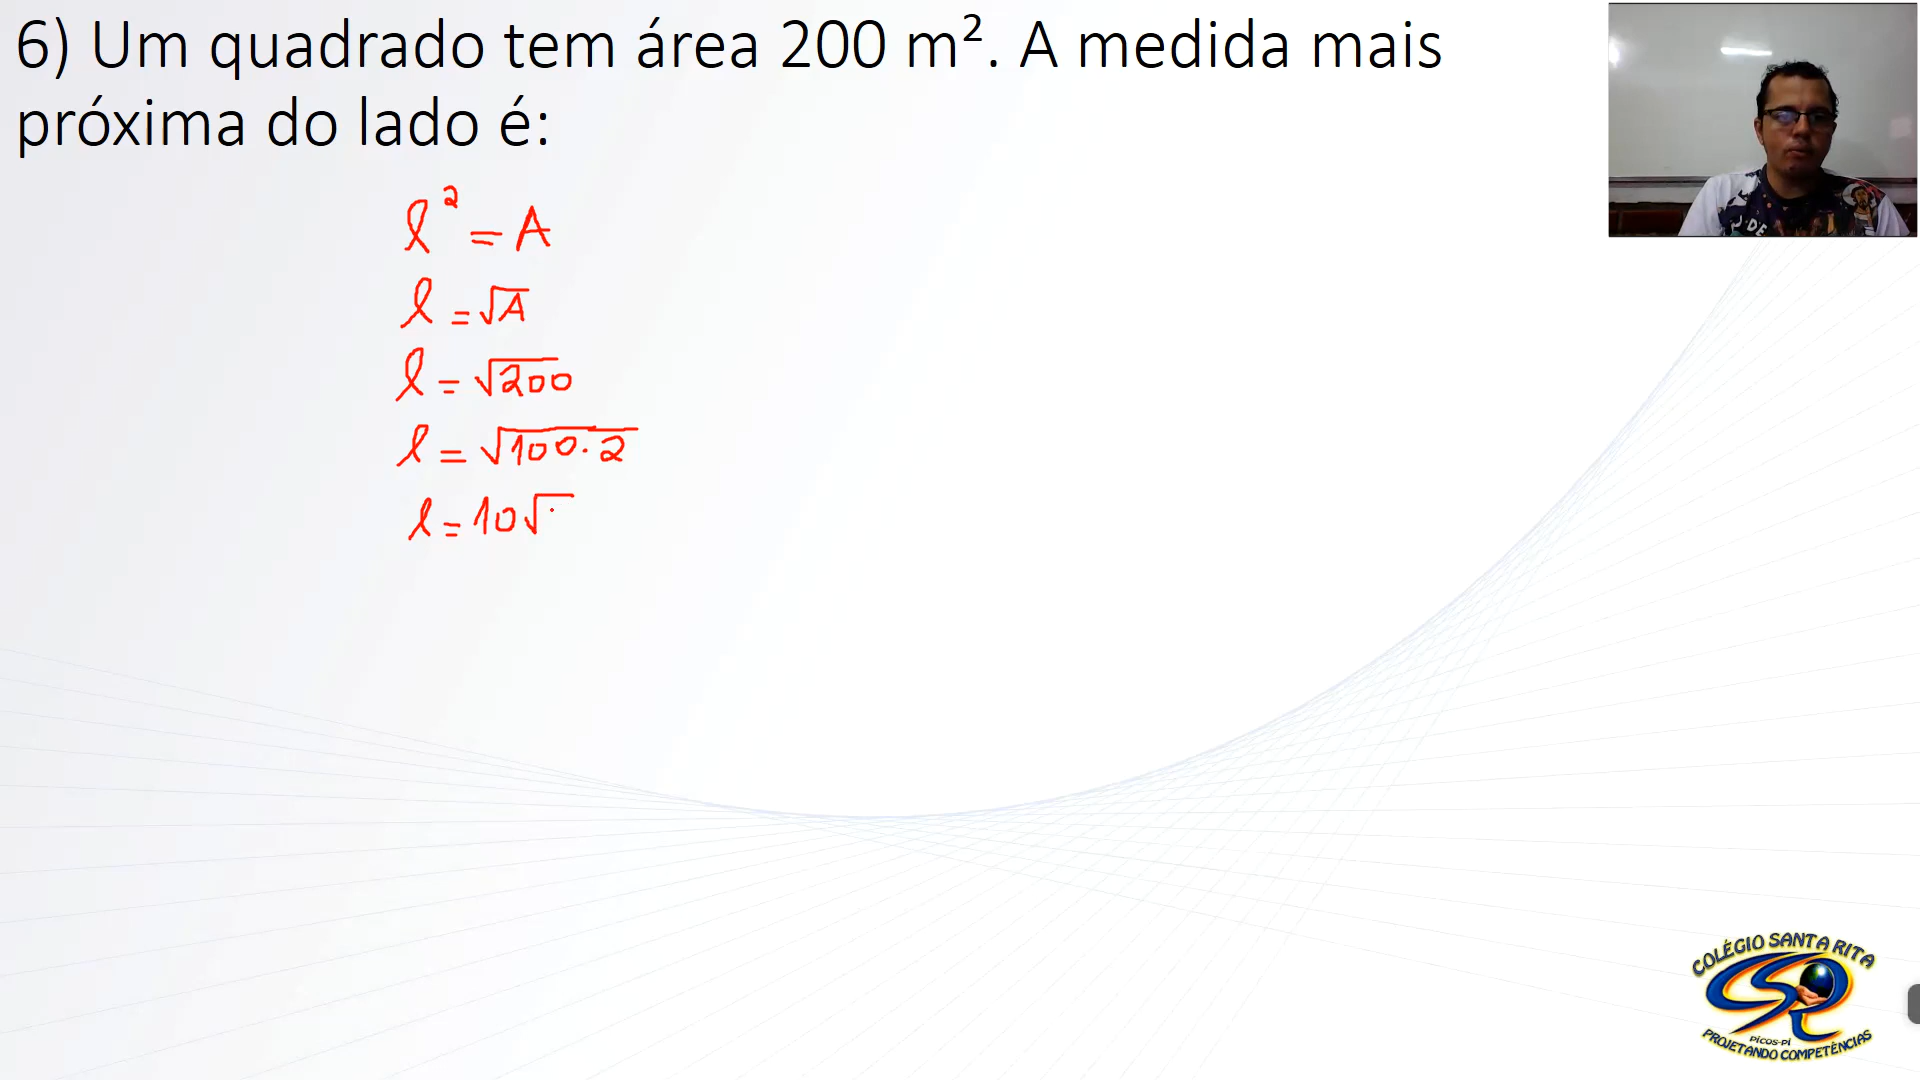 6) Um quadrado tem área 200 m². A medida mais
próxima do lado é:
l² = A
l = √A
l = √200
l = √100·2
l = 10√
COLÉGIO SANTA RITA
PICOS-PI
PROJETANDO COMPETÊNCIAS